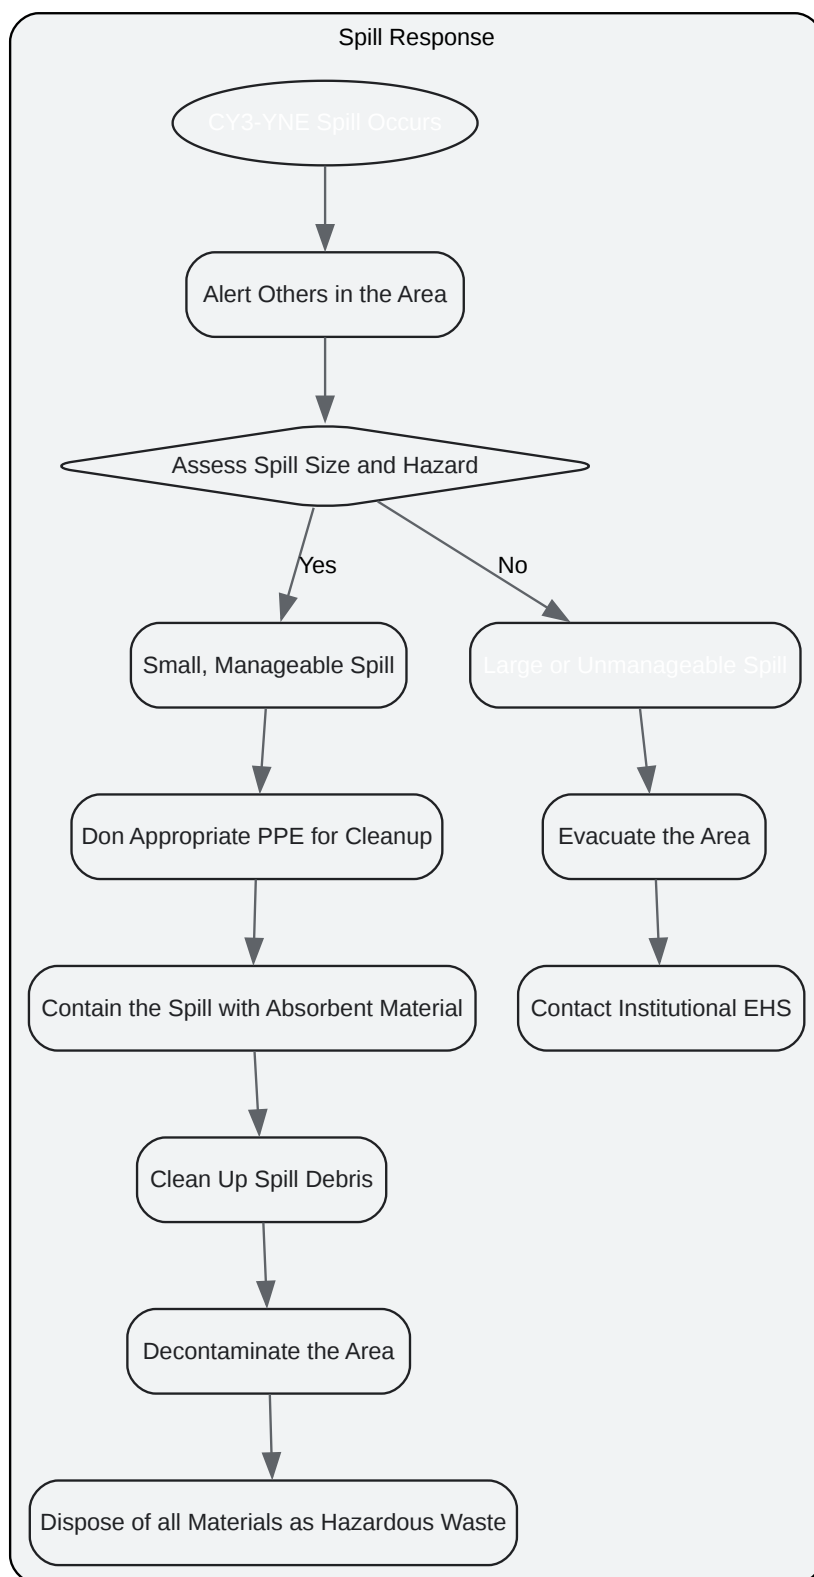 Spill Response
CY3-YNE Spill Occurs
Alert Others in the Area
Assess Spill Size and Hazard
Yes
No
Small, Manageable Spill
Large or Unmanageable Spill
Don Appropriate PPE for Cleanup
Evacuate the Area
Contain the Spill with Absorbent Material
Contact Institutional EHS
Clean Up Spill Debris
Decontaminate the Area
Dispose of all Materials as Hazardous Waste